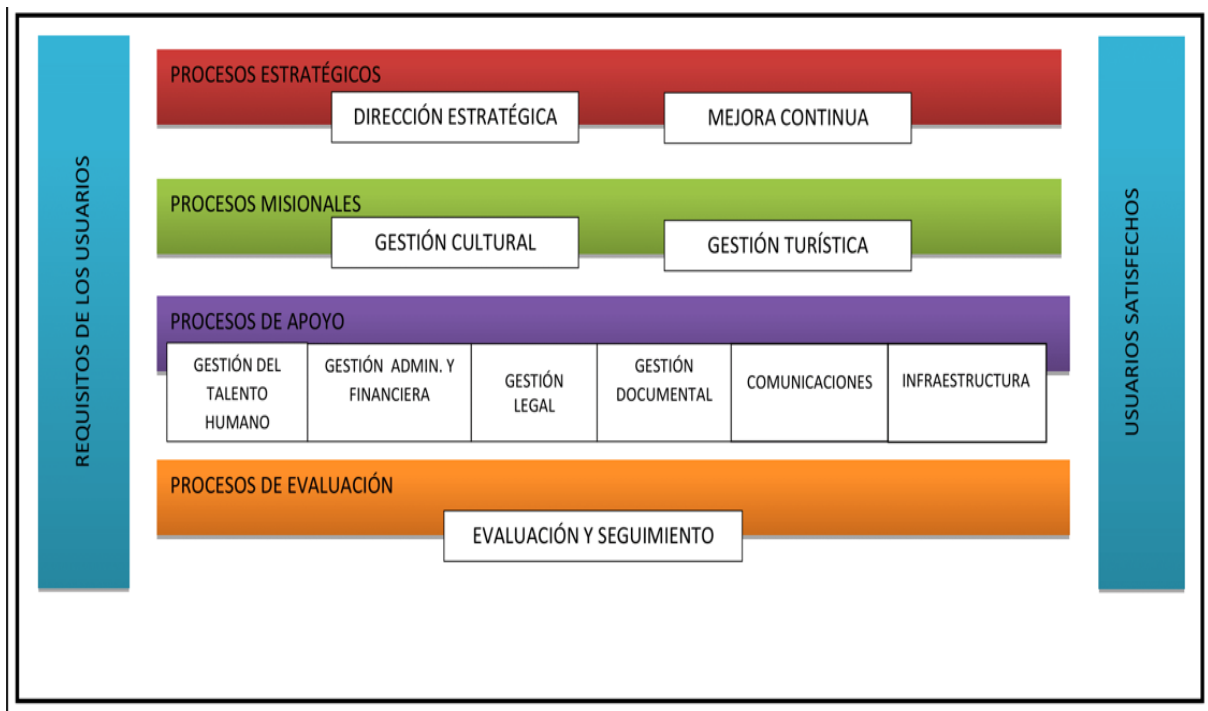 REQUISITOS DE LOS USUARIOS
PROCESOS ESTRATÉGICOS
DIRECCIÓN ESTRATÉGICA
MEJORA CONTINUA
PROCESOS MISIONALES
GESTIÓN CULTURAL
GESTIÓN TURÍSTICA
PROCESOS DE APOYO
GESTIÓN DEL
TALENTO
HUMANO
GESTIÓN ADMIN. Y
FINANCIERA
GESTIÓN
LEGAL
GESTIÓN
DOCUMENTAL
COMUNICACIONES
INFRAESTRUCTURA
PROCESOS DE EVALUACIÓN
EVALUACIÓN Y SEGUIMIENTO
USUARIOS SATISFECHOS